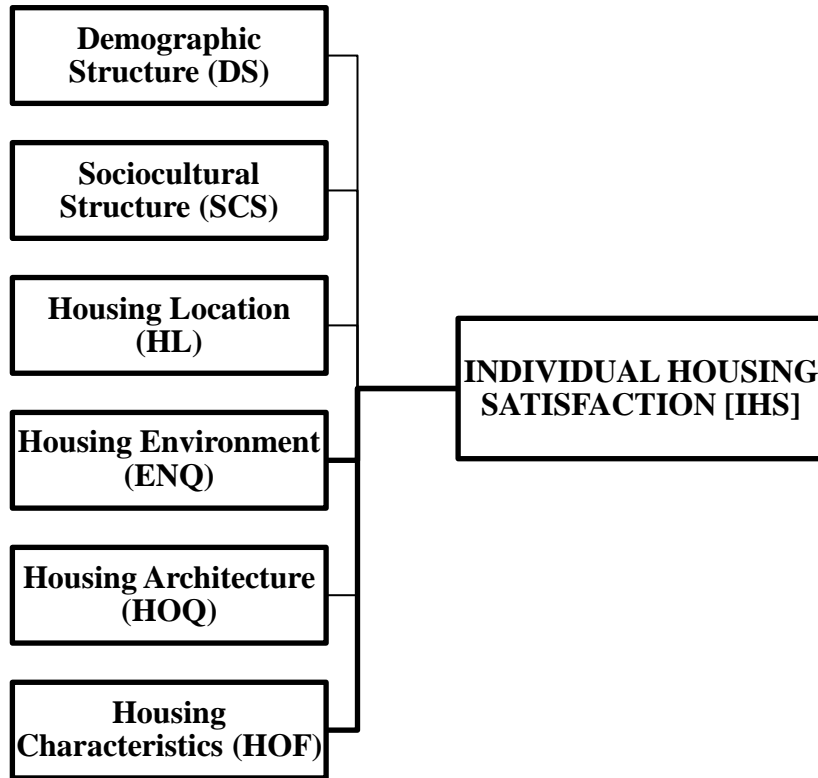 Demographic
Structure (DS)
Sociocultural
Structure (SCS)
Housing Location
(HL)
Housing Environment
(ENQ)
Housing Architecture
(HOQ)
Housing
Characteristics (HOF)
INDIVIDUAL HOUSING
SATISFACTION [IHS]